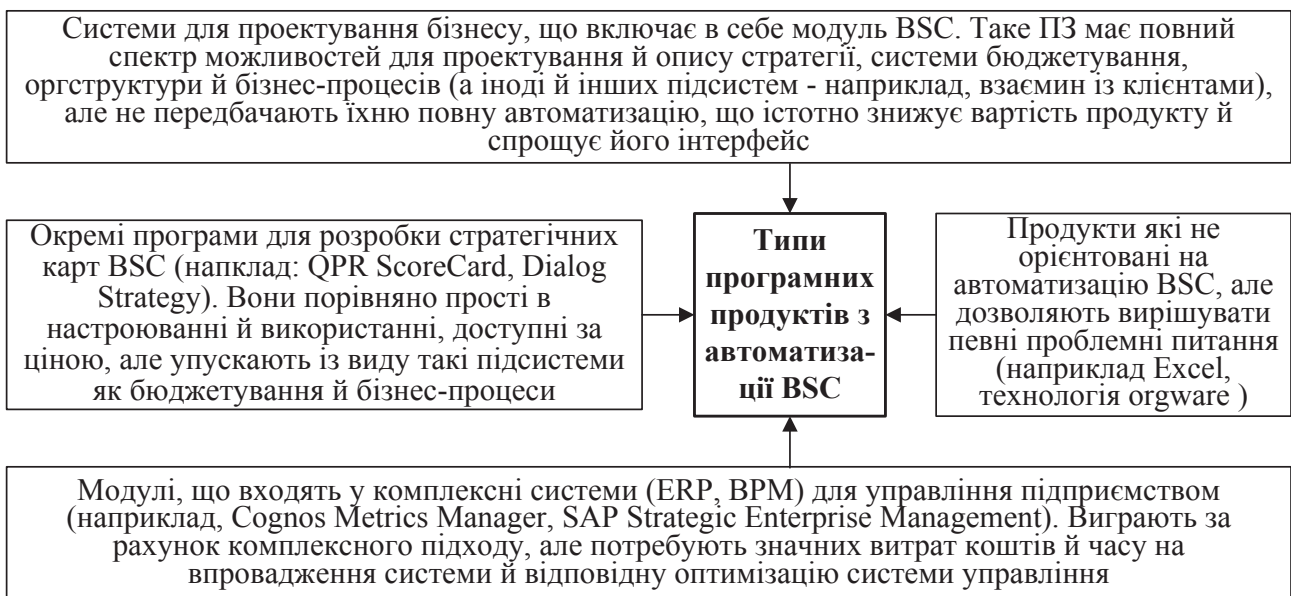 Системи для проектування бізнесу, що включає в себе модуль BSC. Таке ПЗ має повний
спектр можливостей для проектування й опису стратегії, системи бюджетування,
оргструктури й бізнес-процесів (а іноді й інших підсистем - наприклад, взаємин із клієнтами),
але не передбачають їхню повну автоматизацію, що істотно знижує вартість продукту й
спрощує його інтерфейс
Окремі програми для розробки стратегічних
карт BSC (напклад: QPR ScoreCard, Dialog
Strategy). Вони порівняно прості в
настроюванні й використанні, доступні за
ціною, але упускають із виду такі підсистеми
як бюджетування й бізнес-процеси
Типи
програмних
продуктів з
автоматиза-
ції BSC
Продукти які не
орієнтовані на
автоматизацію BSC, але
дозволяють вирішувати
певні проблемні питання
(наприклад Excel,
технологія orgware )
Модулі, що входять у комплексні системи (ERP, BPM) для управління підприємством
(наприклад, Cognos Metrics Manager, SAP Strategic Enterprise Management). Виграють за
рахунок комплексного підходу, але потребують значних витрат коштів й часу на
впровадження системи й відповідну оптимізацію системи управління